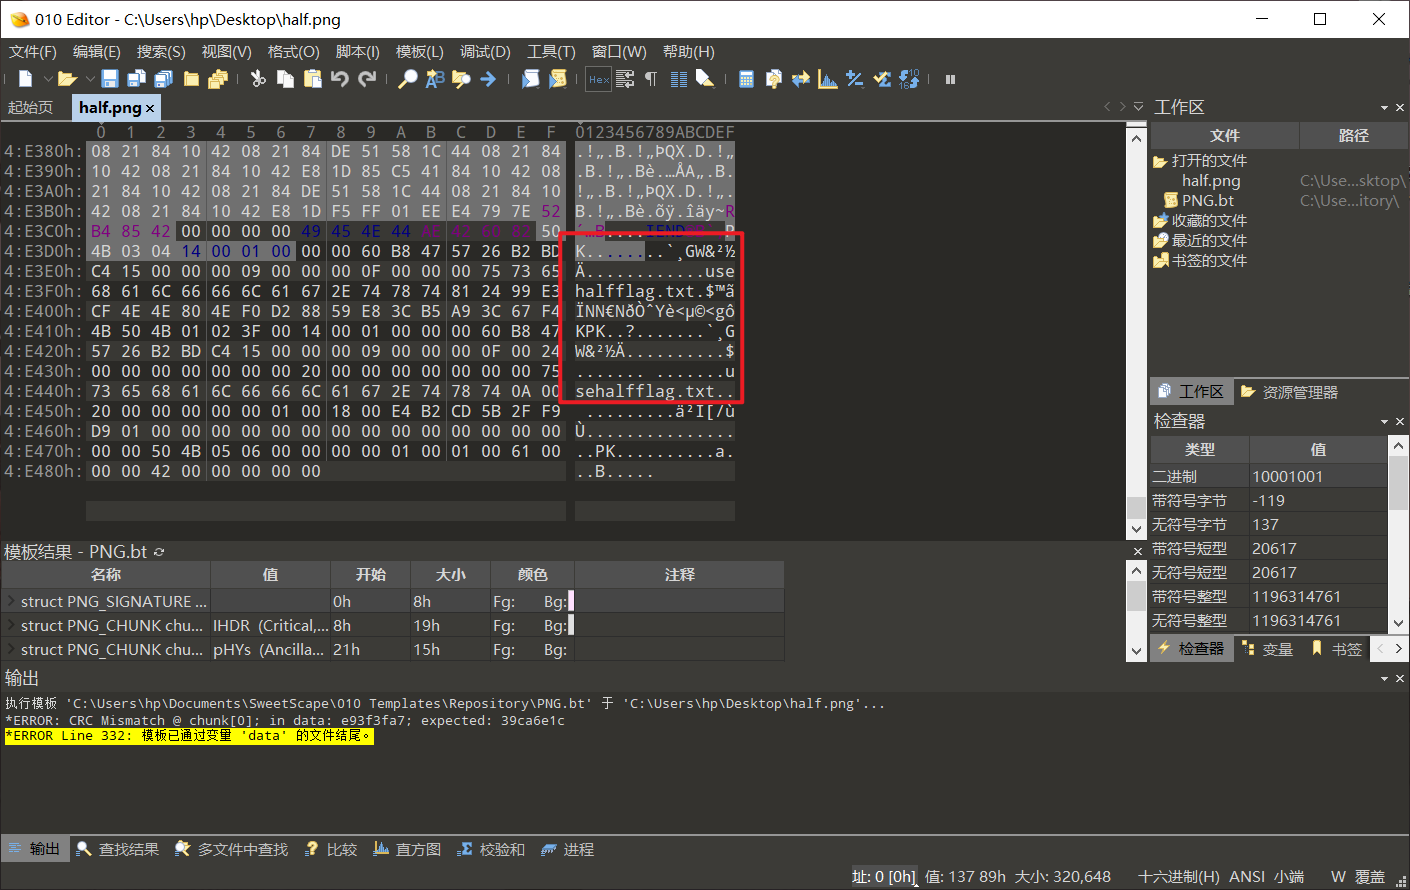 010 Editor - C:\Users\hp\Desktop\half.png
文件(F) 编辑(E) 搜索(S) 视图(V) 格式(O) 脚本(I) 模板(L) 调试(D) 工具(T) 窗口(W) 帮助(H)
起始页 half.png ×
0 1 2 3 4 5 6 7 8 9 A B C D E F 0123456789ABCDEF
4:E380h: 08 21 84 10 42 08 21 84 DE 51 58 1C 44 08 21 84 .!„.B.!„ÞQX.D.!„
4:E390h: 10 42 08 21 84 10 42 E8 1D 85 C5 41 84 10 42 08 .B.!„.Bè.…ÅA„.B.
4:E3A0h: 21 84 10 42 08 21 84 DE 51 58 1C 44 08 21 84 10 !„.B.!„ÞQX.D.!„.
4:E3B0h: 42 08 21 84 10 42 E8 1D F5 FF 01 EE E4 79 7E 52 B.!„.Bè.õÿ.îäy~R
4:E3C0h: B4 85 42 00 00 00 00 49 45 4E 44 AE 42 60 82 50 ´…B....IEND®B`‚P
4:E3D0h: 4B 03 04 14 00 01 00 00 00 60 B8 47 57 26 B2 BD K........`¸GW&²½
4:E3E0h: C4 15 00 00 00 09 00 00 00 0F 00 00 00 75 73 65 Ä............use
4:E3F0h: 68 61 6C 66 66 6C 61 67 2E 74 78 74 81 24 99 E3 halfflag.txt.$™ã
4:E400h: CF 4E 4E 80 4E F0 D2 88 59 E8 3C B5 A9 3C 67 F4 ÏNN€NðÒˆYè<µ©<gô
4:E410h: 4B 50 4B 01 02 3F 00 14 00 01 00 00 00 60 B8 47 KPK..?.......`¸G
4:E420h: 57 26 B2 BD C4 15 00 00 00 09 00 00 00 0F 00 24 W&²½Ä..........$
4:E430h: 00 00 00 00 00 00 00 20 00 00 00 00 00 00 00 75 ....... .......u
4:E440h: 73 65 68 61 6C 66 66 6C 61 67 2E 74 78 74 0A 00 sehalfflag.txt..
4:E450h: 20 00 00 00 00 00 01 00 18 00 E4 B2 CD 5B 2F F9 .........ä²Í[/ù
4:E460h: D9 01 00 00 00 00 00 00 00 00 00 00 00 00 00 00 Ù...............
4:E470h: 00 00 50 4B 05 06 00 00 00 00 01 00 01 00 61 00 ..PK..........a.
4:E480h: 00 00 42 00 00 00 00 00 ..B.....
工作区
文件 路径
打开的文件
half.png C:\Use...sktop\
PNG.bt C:\Use...itory\
收藏的文件
最近的文件
书签的文件
工作区 资源管理器
检查器
类型 值
二进制 10001001
带符号字节 -119
无符号字节 137
带符号短型 20617
无符号短型 20617
带符号整型 1196314761
无符号整型 1196314761
检查器 变量 书签
模板结果 - PNG.bt
名称 值 开始 大小 颜色 注释
struct PNG_SIGNATURE ... 0h 8h Fg: Bg:
struct PNG_CHUNK chu... IHDR (Critical,... 8h 19h Fg: Bg:
struct PNG_CHUNK chu... pHYs (Ancilla... 21h 15h Fg: Bg:
输出
执行模板 'C:\Users\hp\Documents\SweetScape\010 Templates\Repository\PNG.bt' 于 'C:\Users\hp\Desktop\half.png'...
*ERROR: CRC Mismatch @ chunk[0]; in data: e93f3fa7; expected: 39ca6e1c
*ERROR Line 332: 模板已通过变量 'data' 的文件结尾。
输出 查找结果 多文件中查找 比较 直方图 校验和 进程
址: 0 [0h] 值: 137 89h 大小: 320,648 十六进制(H) ANSI 小端 W 覆盖